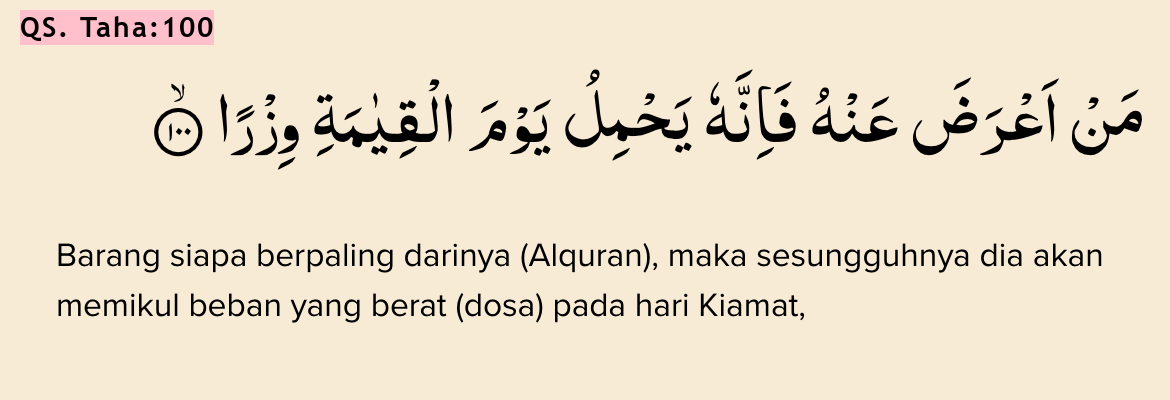 QS. Taha:100
مَنْ اَعْرَضَ عَنْهُ فَاِنَّهٗ يَحْمِلُ يَوْمَ الْقِيٰمَةِ وِزْرًا ۙ ١٠٠
Barang siapa berpaling darinya (Alquran), maka sesungguhnya dia akan
memikul beban yang berat (dosa) pada hari Kiamat,